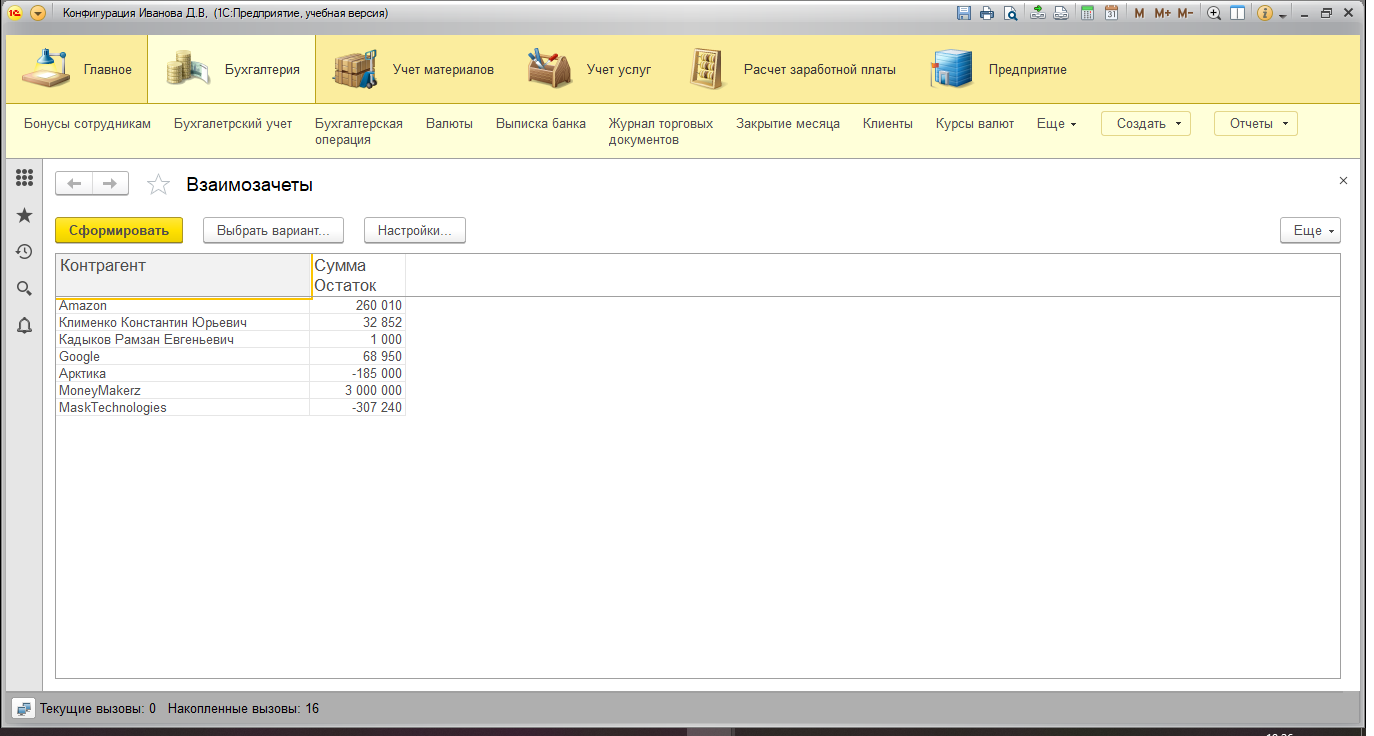 Конфигурация Иванова Д.В, (1С:Предприятие, учебная версия)
M M+ M-
31
Главное Бухгалтерия Учет материалов Учет услуг Расчет заработной платы Предприятие
Бонусы сотрудникам Бухгалетрский учет Бухгалтерская операция Валюты Выписка банка Журнал торговых документов Закрытие месяца Клиенты Курсы валют Еще Создать Отчеты
Взаимозачеты
Сформировать Выбрать вариант... Настройки... Еще
Контрагент Сумма Остаток
Amazon 260 010
Клименко Константин Юрьевич 32 852
Кадыков Рамзан Евгеньевич 1 000
Google 68 950
Арктика -185 000
MoneyMakerz 3 000 000
MaskTechnologies -307 240
Текущие вызовы: 0 Накопленные вызовы: 16